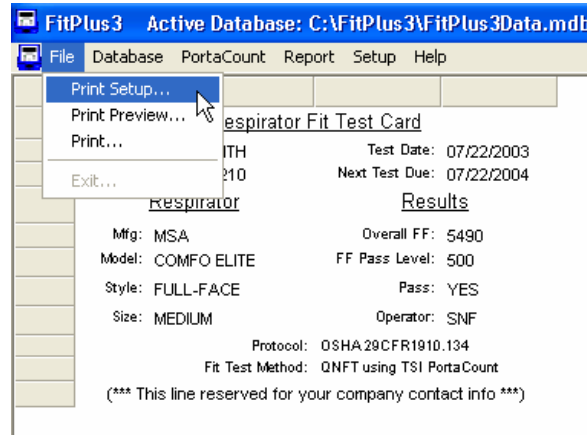 FitPlus3 Active Database: C:\FitPlus3\FitPlus3Data.mdb
File Database PortaCount Report Setup Help
Print Setup...
Print Preview...
Print...
Exit...
Fit Test Card
Test Date: 07/22/2003
Next Test Due: 07/22/2004
Respirator Results
Mfg: MSA Overall FF: 5490
Model: COMFO ELITE FF Pass Level: 500
Style: FULL-FACE Pass: YES
Size: MEDIUM Operator: SNF
Protocol: OSHA 29CFR1910.134
Fit Test Method: QNFT using TSI PortaCount
(*** This line reserved for your company contact info ***)